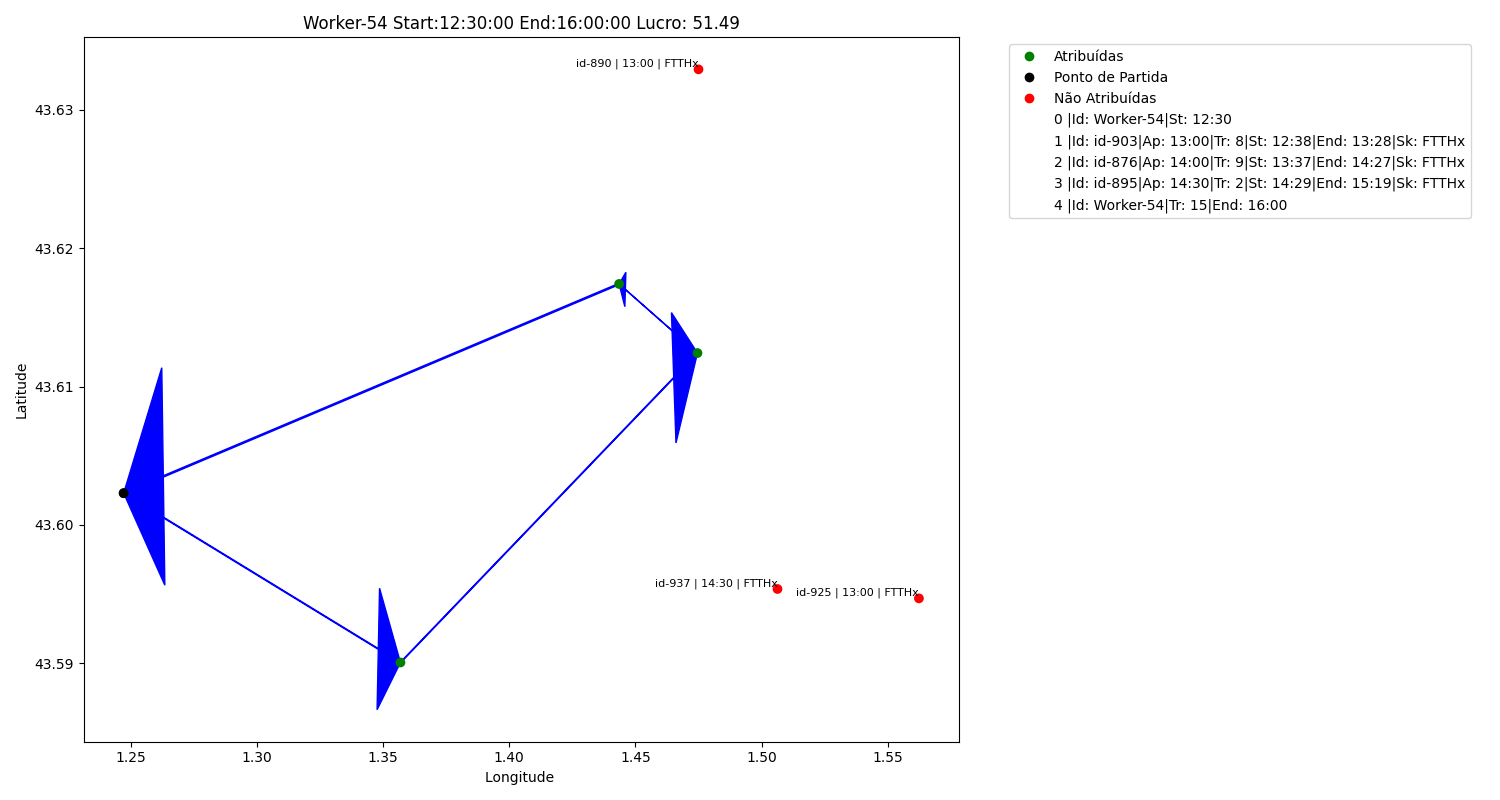 Worker-54 Start:12:30:00 End:16:00:00 Lucro: 51.49
id-890 | 13:00 | FTTHx
id-937 | 14:30 | FTTHx
id-925 | 13:00 | FTTHx
43.63
43.62
43.61
43.60
43.59
Latitude
1.25 1.30 1.35 1.40 1.45 1.50 1.55
Longitude
Atribuídas
Ponto de Partida
Não Atribuídas
0 |Id: Worker-54|St: 12:30
1 |Id: id-903|Ap: 13:00|Tr: 8|St: 12:38|End: 13:28|Sk: FTTHx
2 |Id: id-876|Ap: 14:00|Tr: 9|St: 13:37|End: 14:27|Sk: FTTHx
3 |Id: id-895|Ap: 14:30|Tr: 2|St: 14:29|End: 15:19|Sk: FTTHx
4 |Id: Worker-54|Tr: 15|End: 16:00